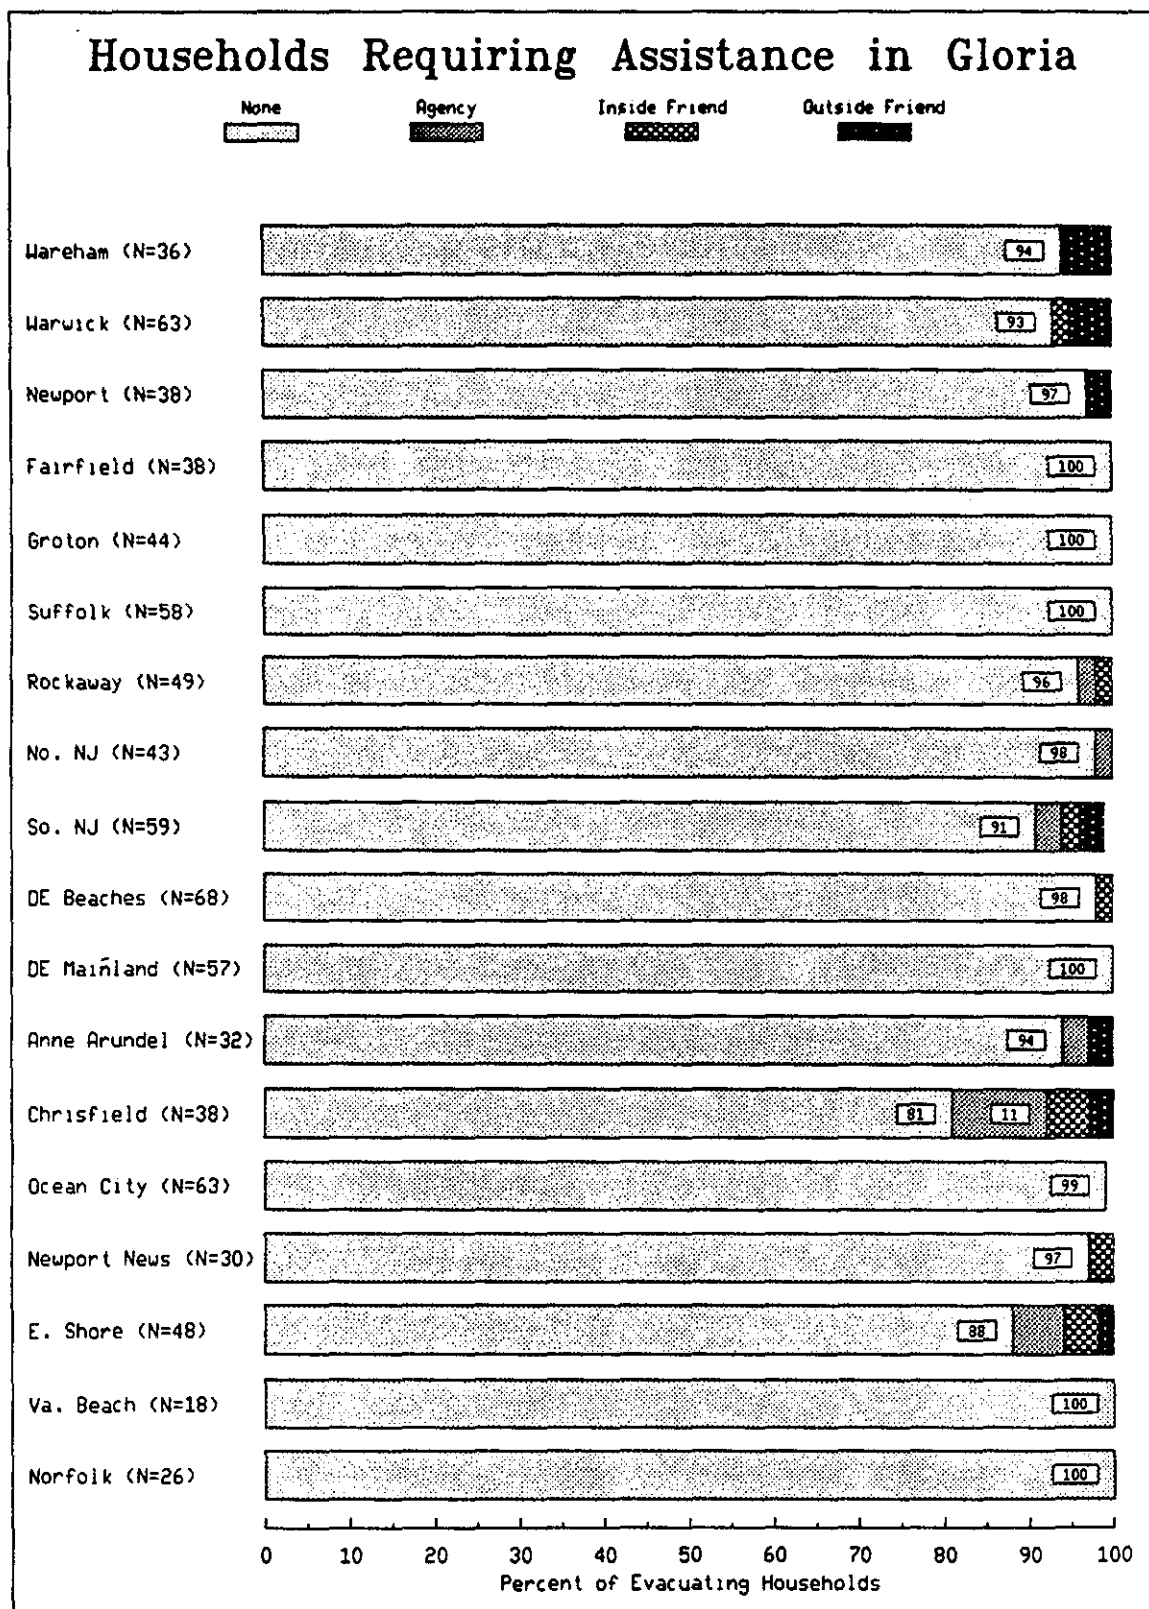 Households Requiring Assistance in Gloria
None Agency Inside Friend Outside Friend
Wareham (N=36) 94
Warwick (N=63) 93
Newport (N=38) 97
Fairfield (N=38) 100
Groton (N=44) 100
Suffolk (N=58) 100
Rockaway (N=49) 96
No. NJ (N=43) 98
So. NJ (N=59) 91
DE Beaches (N=68) 98
DE Mainland (N=57) 100
Anne Arundel (N=32) 94
Chrisfield (N=38) 81 11
Ocean City (N=63) 99
Newport News (N=30) 97
E. Shore (N=48) 88
Va. Beach (N=18) 100
Norfolk (N=26) 100
0 10 20 30 40 50 60 70 80 90 100
Percent of Evacuating Households